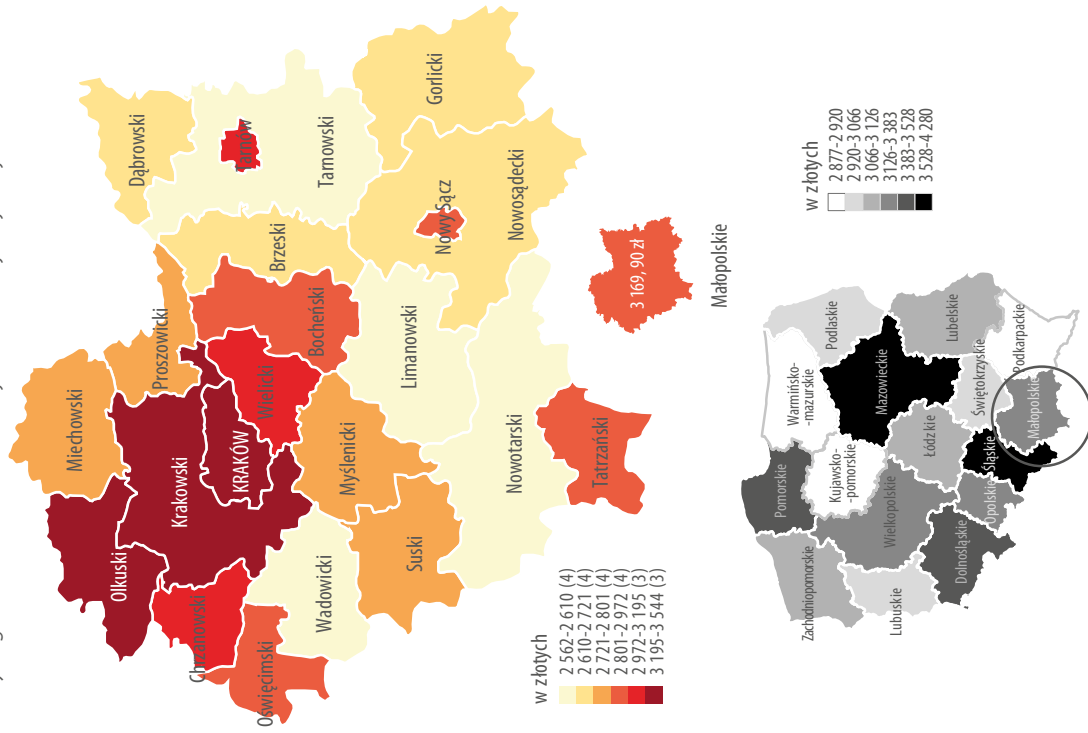 Dąbrowski
Tarnów
Tarnowski
Gorlicki
Brzeski
Nowy Sącz
Nowosądecki
Miechowski
Proszowicki
Bocheński
Wielicki
Limanowski
Olkuski
Krakowski
KRAKÓW
Myślenicki
Nowotarski
Tatrzański
Chrzanowski
Oświęcimski
Wadowicki
Suski
3 169, 90 zł
Małopolskie
w złotych
2 562-2 610 (4)
2 610-2 721 (4)
2 721-2 801 (4)
2 801-2 972 (4)
2 972-3 195 (3)
3 195-3 544 (3)
w złotych
2 877-2 920
2 920-3 066
3 066-3 126
3126-3 383
3 383-3 528
3 528-4 280
Warmińsko-
-mazurskie
Podlaskie
Pomorskie
Kujawsko-
-pomorskie
Mazowieckie
Lubelskie
Zachodniopomorskie
Wielkopolskie
Łódzkie
Świętokrzyskie
Podkarpackie
Lubuskie
Dolnośląskie
Opolskie
Śląskie
Małopolskie